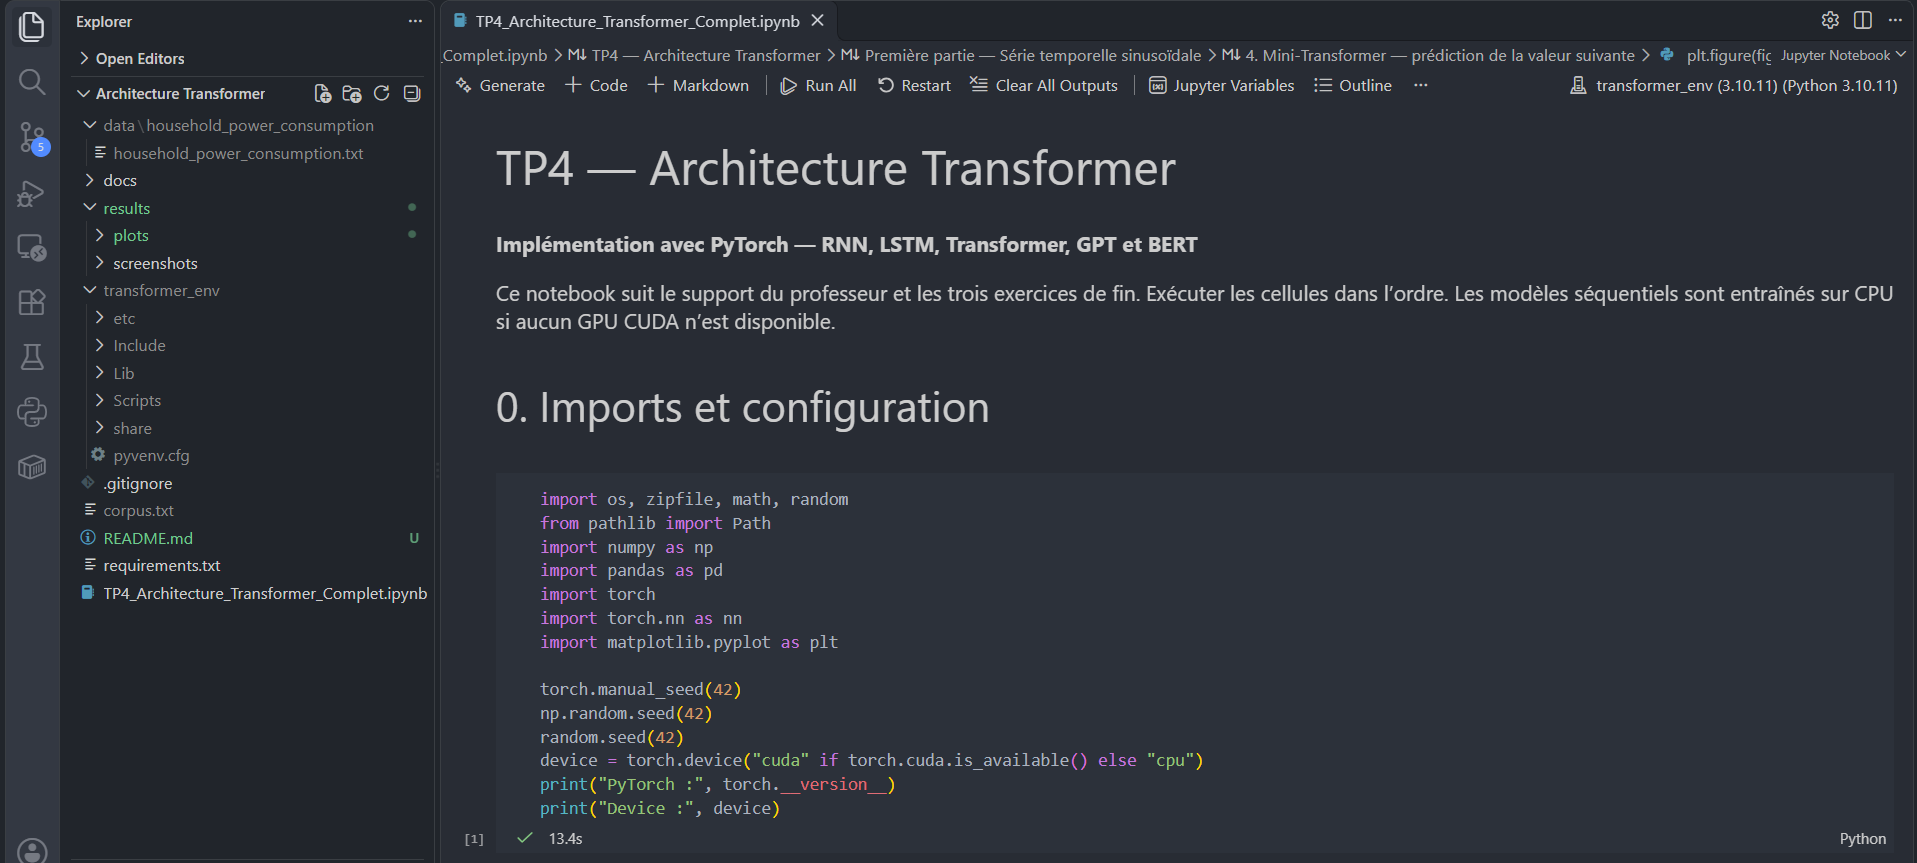 Explorer
Open Editors
Architecture Transformer
data\household_power_consumption
household_power_consumption.txt
docs
results
plots
screenshots
transformer_env
etc
Include
Lib
Scripts
share
pyvenv.cfg
.gitignore
corpus.txt
README.md U
requirements.txt
TP4_Architecture_Transformer_Complet.ipynb
5
TP4_Architecture_Transformer_Complet.ipynb
_Complet.ipynb > M↓ TP4 — Architecture Transformer > M↓ Première partie — Série temporelle sinusoïdale > M↓ 4. Mini-Transformer — prédiction de la valeur suivante > plt.figure(fig Jupyter Notebook
Generate + Code + Markdown Run All Restart Clear All Outputs Jupyter Variables Outline ... transformer_env (3.10.11) (Python 3.10.11)
TP4 — Architecture Transformer
Implémentation avec PyTorch — RNN, LSTM, Transformer, GPT et BERT
Ce notebook suit le support du professeur et les trois exercices de fin. Exécuter les cellules dans l’ordre. Les modèles séquentiels sont entraînés sur CPU
si aucun GPU CUDA n’est disponible.
0. Imports et configuration
import os, zipfile, math, random
from pathlib import Path
import numpy as np
import pandas as pd
import torch
import torch.nn as nn
import matplotlib.pyplot as plt
torch.manual_seed(42)
np.random.seed(42)
random.seed(42)
device = torch.device("cuda" if torch.cuda.is_available() else "cpu")
print("PyTorch :", torch.__version__)
print("Device :", device)
[1] 13.4s Python